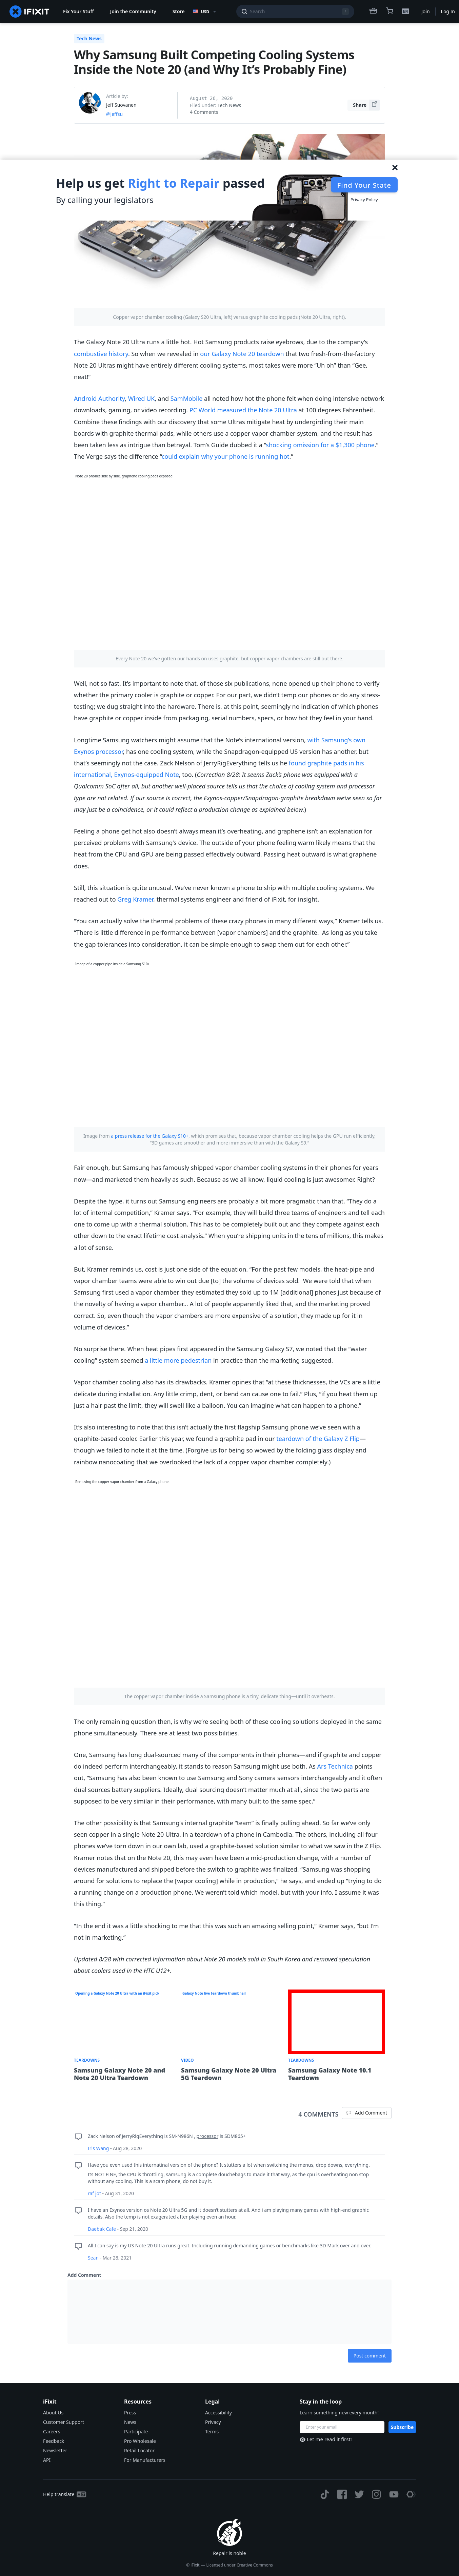 IFIXIT
Fix Your Stuff
Join the Community
Store
USD
Search
EN
Join
Log In
Tech News
Why Samsung Built Competing Cooling Systems
Inside the Note 20 (and Why It’s Probably Fine)
Article by:
Jeff Suovanen
@jeffsu
August 26, 2020
Filed under: Tech News
4 Comments
Share
Help us get Right to Repair passed
By calling your legislators
Find Your State
Privacy Policy
Copper vapor chamber cooling (Galaxy S20 Ultra, left) versus graphite cooling pads (Note 20 Ultra, right).
The Galaxy Note 20 Ultra runs a little hot. Hot Samsung products raise eyebrows, due to the company’s
combustive history. So when we revealed in our Galaxy Note 20 teardown that two fresh-from-the-factory
Note 20 Ultras might have entirely different cooling systems, most takes were more “uh oh” than “Gee,
neat!”
Android Authority, Wired UK, and SamMobile all noted how hot the phone felt when doing intensive network
downloads, gaming, or video recording. PC World measured the Note 20 Ultra at 100 degrees Fahrenheit.
Combine these findings with our discovery that some Ultras mitigate heat by undergirding their main
boards with graphite thermal pads, while others use a copper vapor chamber system, and the result has
been taken less as intrigue than betrayal. Tom’s Guide dubbed it a “shocking omission for a $1,300 phone.”
The Verge says we “could explain why your phone is running hot.”
Note 20 phones side by side, graphene cooling pads exposed
Every Note 20 we’ve gotten our hands on uses graphite, but copper vapor chambers are still out there.
Well, not so fast. It’s important to note that, of those six publications, none opened up their phone to verify
whether the primary cooler is graphite or copper. For our part, we didn’t temp our phones or do any stress-
testing; we dug straight into the hardware. There is, at this point, seemingly no indication of which phones
have graphite or copper inside from packaging, serial numbers, specs, or how hot they feel in any hand.
Longtime Samsung watchers might assume that the Note’s international version, with Samsung’s own
Exynos processor, has one cooling system, while the Snapdragon-equipped US version has another, but
that’s seemingly not the case. Zack Nelson of JerryRigEverything tells us he found graphite pads in his
international, Exynos-equipped Note, too. (Correction 8/28: It seems Zack’s phone was equipped with a
Qualcomm SoC after all, but another well-placed source tells us that the choice of cooling system and processor
type are not related. If our source is correct, the Exynos-copper/Snapdragon-graphite breakdown we’ve seen so far
may just be a coincidence, or it could reflect a production change as explained below.)
Feeling a phone get hot also doesn’t always mean it’s overheating, and graphene isn’t an explanation for
perceived problems with Samsung’s device. The outside of your phone feeling warm likely means that the
heat from the CPU and GPU are being passed effectively outward. Passing heat outward is what graphene
does.
Still, this situation is quite unusual. We’ve never known a phone to ship with multiple cooling systems. We
reached out to Greg Kramer, thermal systems engineer and friend of iFixit, for insight.
“You can actually solve the thermal problems of these crazy phones in many different ways,” Kramer tells us.
“There is little difference in performance between [vapor chambers] and the graphite. As long as you take
the gap tolerances into consideration, it can be simple enough to swap them out for each other.”
Image of a copper pipe inside a Samsung S10+
Image from a press release for the Galaxy S10+, which promises that, because vapor chamber cooling helps the GPU run efficiently,
“3D games are smoother and more immersive than with the Galaxy S9.”
Fair enough, but Samsung has famously shipped vapor chamber cooling systems in their phones for years
now—and marketed them heavily as such. Because as we all know, liquid cooling is just awesome. Right?
Despite the hype, it turns out Samsung engineers are probably a bit more pragmatic than that. “They do a
lot of internal competition,” Kramer says. “For example, they will build three teams of engineers and tell each
one to come up with a thermal solution. This has to be completely built out and they compete against each
other down to the exact lifetime cost analysis.” When you’re shipping units in the tens of millions, this makes
a lot of sense.
But, Kramer reminds us, cost is just one side of the equation. “For the past few models, the heat-pipe and
vapor chamber teams were able to win out due [to] the volume of devices sold. We were told that when
Samsung first used a vapor chamber, they estimated they sold up to 1M [additional] phones just because of
the novelty of having a vapor chamber… A lot of people apparently liked that, and the marketing proved
correct. So, even though the vapor chambers are more expensive of a solution, they made up for it in
volume of devices.”
No surprise there. When heat pipes first appeared in the Samsung Galaxy S7, we noted that the “water
cooling” system seemed a little more pedestrian in practice than the marketing suggested.
Vapor chamber cooling also has its drawbacks. Kramer opines that “at these thicknesses, the VCs are a little
delicate during installation. Any little crimp, dent, or bend can cause one to fail.” Plus, “if you heat them up
just a hair past the limit, they will swell like a balloon. You can imagine what can happen to a phone.”
It’s also interesting to note that this isn’t actually the first flagship Samsung phone we’ve seen with a
graphite-based cooler. Earlier this year, we found a graphite pad in our teardown of the Galaxy Z Flip—
though we failed to note it at the time. (Forgive us for being so wowed by the folding glass display and
rainbow remoocating that we overlooked the lack of a copper vapor chamber completely.)
Removing the copper vapor chamber from a Galaxy phone.
The copper vapor chamber inside a Samsung phone is a tiny, delicate thing—until it overheats.
The only remaining question then, is why we’re seeing both of these cooling solutions deployed in the same
phone simultaneously. There are at least two possibilities.
One, Samsung has long dual-sourced many of the components in their phones—and if graphite and copper
do indeed perform interchangeably, it stands to reason Samsung might use both. As Ars Technica points
out, “Samsung has also been known to use Samsung and Sony camera sensors interchangeably and it often
dual sources battery suppliers. Ideally, dual sourcing doesn’t matter much at all, since the two parts are
supposed to be very similar in their performance, with many built to the same spec.”
The other possibility is that Samsung’s internal graphite “team” is finally pulling ahead. So far we’ve only
seen copper in a single Note 20 Ultra, in a teardown of a phone in Cambodia. The others, including all four
phones we’ve torn down in our own lab, used a graphite-based solution similar to what we saw in the Z Flip.
Kramer notes that on the Note 20, this may even have been a mid-production change, with a number of
devices manufactured and shipped before the switch to graphite was finalized. “Samsung was shopping
around for solutions to replace the [vapor cooling] while in production,” he says, and ended up “trying to do
a running change on a production phone. We weren’t told which model, but with your info, I assume it was
this thing.”
“In the end it was a little shocking to me that this was such an amazing selling point,” Kramer says, “but I’m
not in marketing.”
Updated 8/28 with corrected information about Note 20 models sold in South Korea and removed speculation
about coolers used in the HTC U12+.
Opening a Galaxy Note 20 Ultra with an iFixit pick
Galaxy Note live teardown thumbnail
TEARDOWNS
Samsung Galaxy Note 20 and
Note 20 Ultra Teardown
VIDEO
Samsung Galaxy Note 20 Ultra
5G Teardown
TEARDOWNS
Samsung Galaxy Note 10.1
Teardown
4 COMMENTS
Add Comment
Zack Nelson of JerryRigEverything is SM-N986N , processor is SDM865+
Iris Wang - Aug 28, 2020
Have you even used this internatinal version of the phone? It stutters a lot when switching the menus, drop downs, everything.
Its NOT FINE, the CPU is throttling, samsung is a complete douchebags to made it that way, as the cpu is overheating non stop
without any cooling. This is a scam phone, do not buy it.
raf jot - Aug 31, 2020
I have an Exynos version os Note 20 Ultra 5G and it doesn’t stutters at all. And i am playing many games with high-end graphic
details. Also the temp is not exagerated after playing even an hour.
Daebak Cafe - Sep 21, 2020
All I can say is my US Note 20 Ultra runs great. Including running demanding games or benchmarks like 3D Mark over and over.
Sean - Mar 28, 2021
Add Comment
Post comment
iFixit
About Us
Customer Support
Careers
Feedback
Newsletter
API
Resources
Press
News
Participate
Pro Wholesale
Retail Locator
For Manufacturers
Legal
Accessibility
Privacy
Terms
Stay in the loop
Learn something new every month!
Enter your email
Subscribe
Let me read it first!
Help translate
Repair is noble
© iFixit — Licensed under Creative Commons